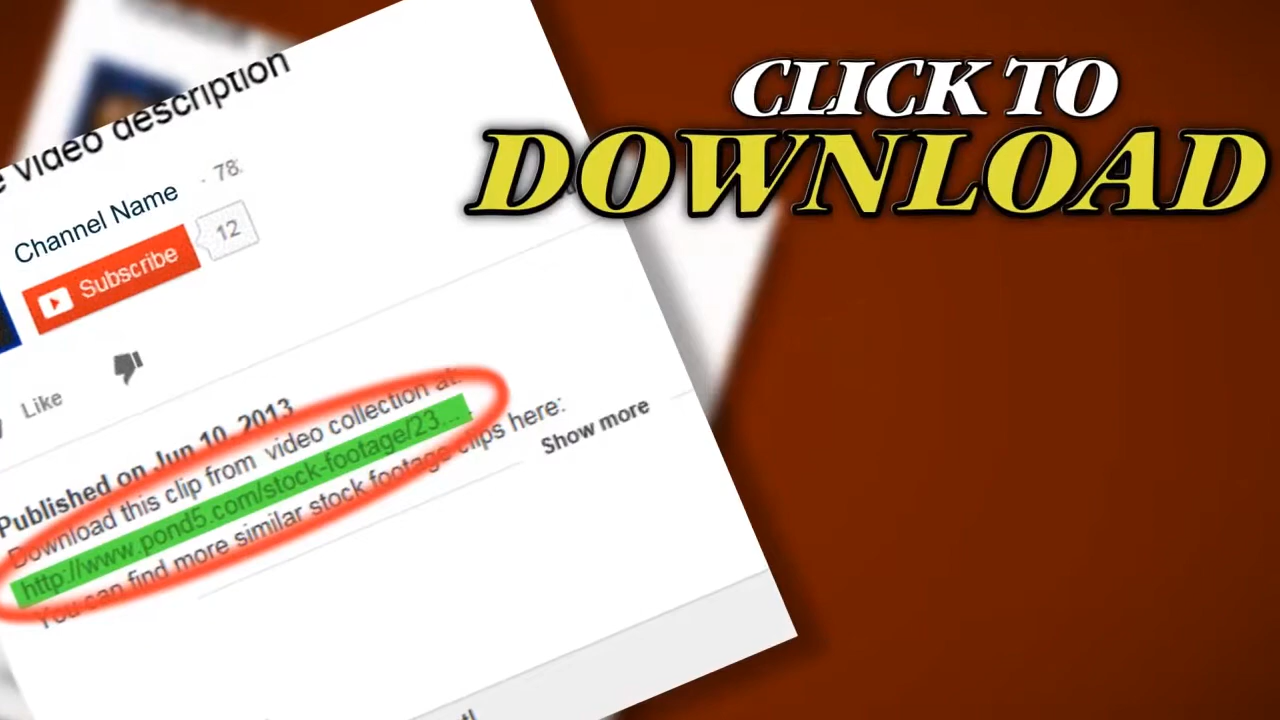 CLICK TO
DOWNLOAD
video description
Channel Name
Subscribe
12
Like
Published on Jun 10, 2013
Download this clip from video collection at:
http://www.pond5.com/stock-footage/23...
You can find more similar stock footage clips here:
Show more